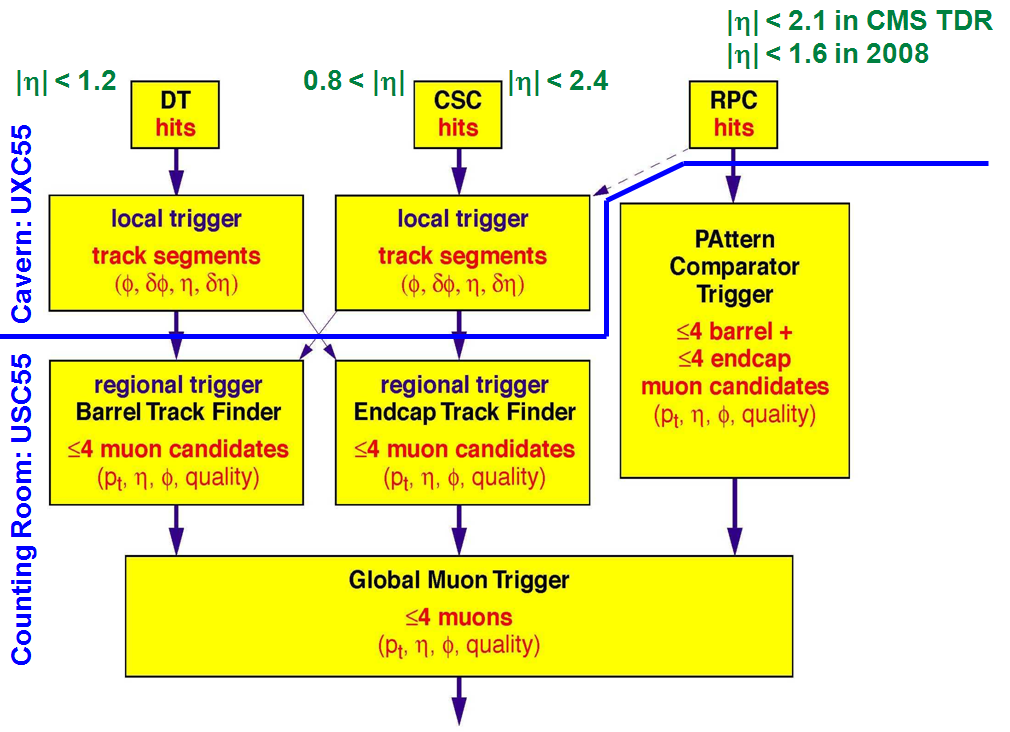 |η| < 2.1 in CMS TDR
|η| < 1.6 in 2008
|η| < 1.2
0.8 < |η|
|η| < 2.4
DT
hits
CSC
hits
RPC
hits
Cavern: UXC55
local trigger
track segments
(ϕ, δϕ, η, δη)
local trigger
track segments
(ϕ, δϕ, η, δη)
PAttern
Comparator
Trigger
≤4 barrel +
≤4 endcap
muon candidates
(pt, η, ϕ, quality)
Counting Room: USC55
regional trigger
Barrel Track Finder
≤4 muon candidates
(pt, η, ϕ, quality)
regional trigger
Endcap Track Finder
≤4 muon candidates
(pt, η, ϕ, quality)
Global Muon Trigger
≤4 muons
(pt, η, ϕ, quality)